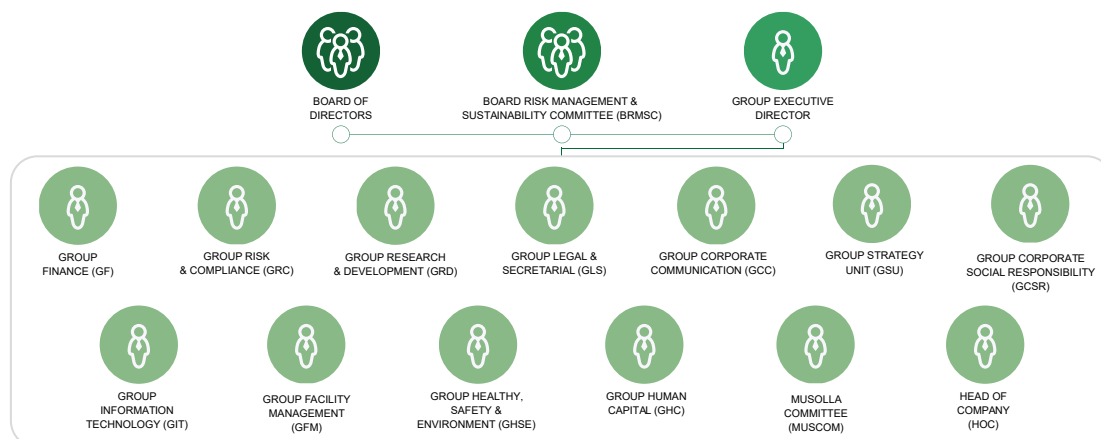 BOARD OF
DIRECTORS
BOARD RISK MANAGEMENT &
SUSTAINABILITY COMMITTEE (BRMSC)
GROUP EXECUTIVE
DIRECTOR
GROUP
FINANCE (GF)
GROUP RISK
& COMPLIANCE (GRC)
GROUP RESEARCH
& DEVELOPMENT (GRD)
GROUP LEGAL &
SECRETARIAL (GLS)
GROUP CORPORATE
COMMUNICATION (GCC)
GROUP STRATEGY
UNIT (GSU)
GROUP CORPORATE
SOCIAL RESPONSIBILITY
(GCSR)
GROUP
INFORMATION
TECHNOLOGY (GIT)
GROUP FACILITY
MANAGEMENT
(GFM)
GROUP HEALTHY,
SAFETY &
ENVIRONMENT (GHSE)
GROUP HUMAN
CAPITAL (GHC)
MUSOLLA
COMMITTEE
(MUSCOM)
HEAD OF
COMPANY
(HOC)